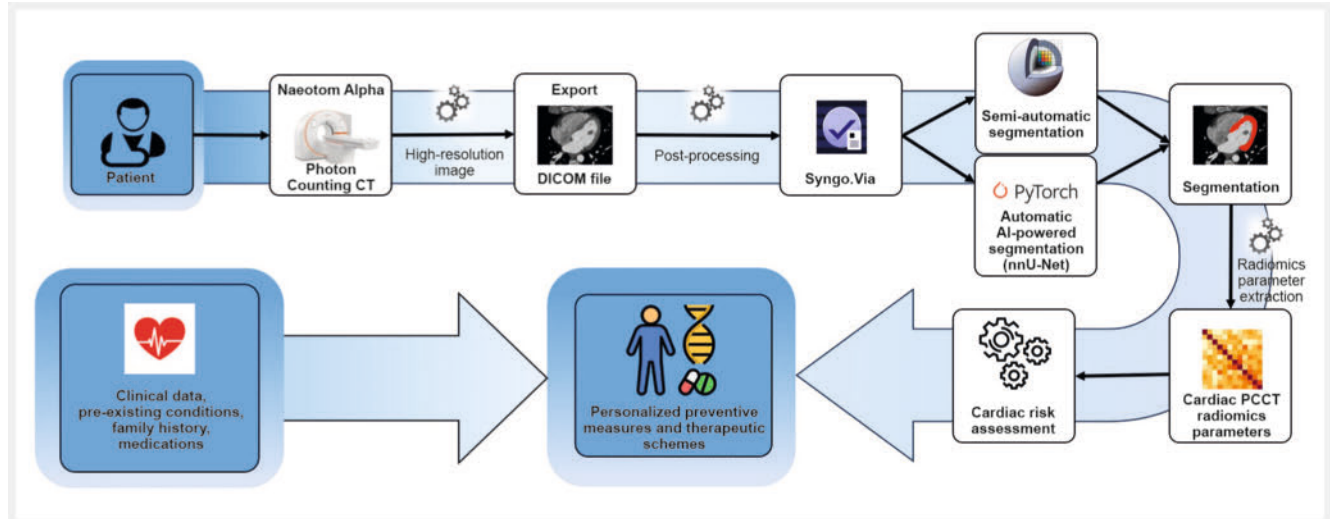 Patient
Naeotom Alpha
Photon
Counting CT
High-resolution
image
Export
DICOM file
Post-processing
Syngo.Via
Semi-automatic
segmentation
PyTorch
Automatic
AI-powered
segmentation
(nnU-Net)
Segmentation
Radiomics
parameter
extraction
Cardiac PCCT
radiomics
parameters
Cardiac risk
assessment
Clinical data,
pre-existing conditions,
family history,
medications
Personalized preventive
measures and therapeutic
schemes